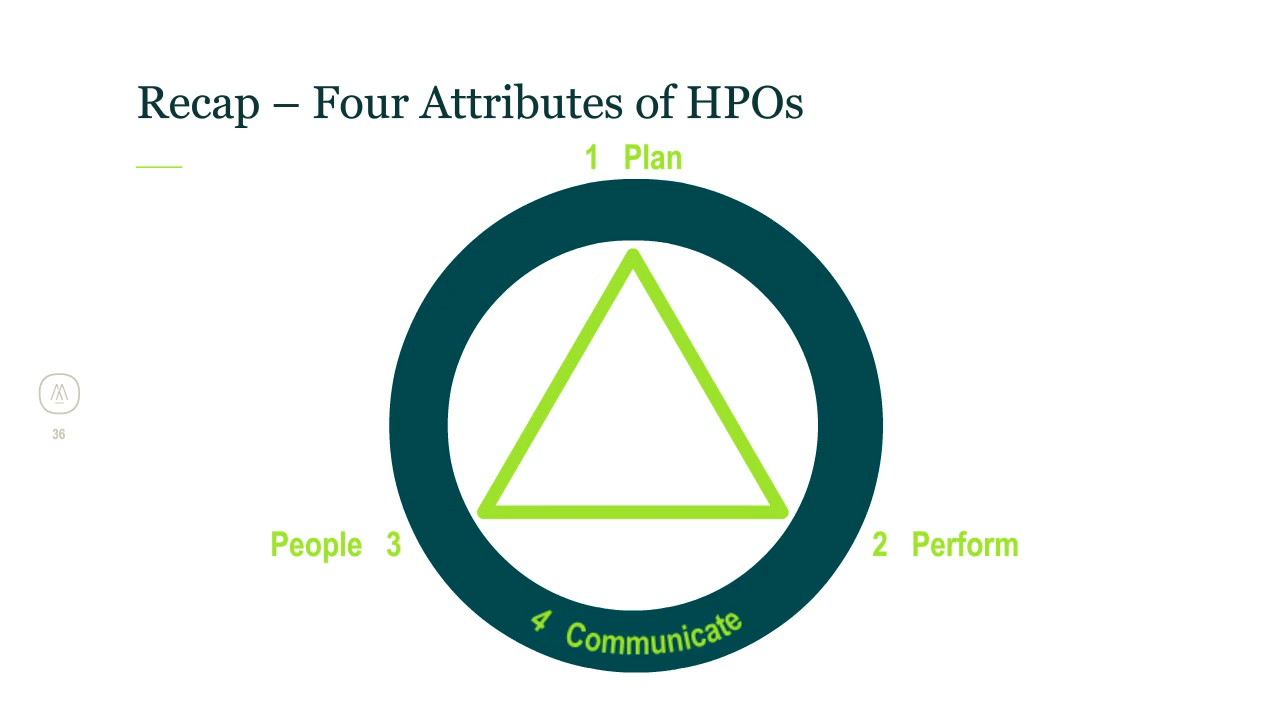 Recap – Four Attributes of HPOs
1 Plan
36
People 3
2 Perform
4 Communicate